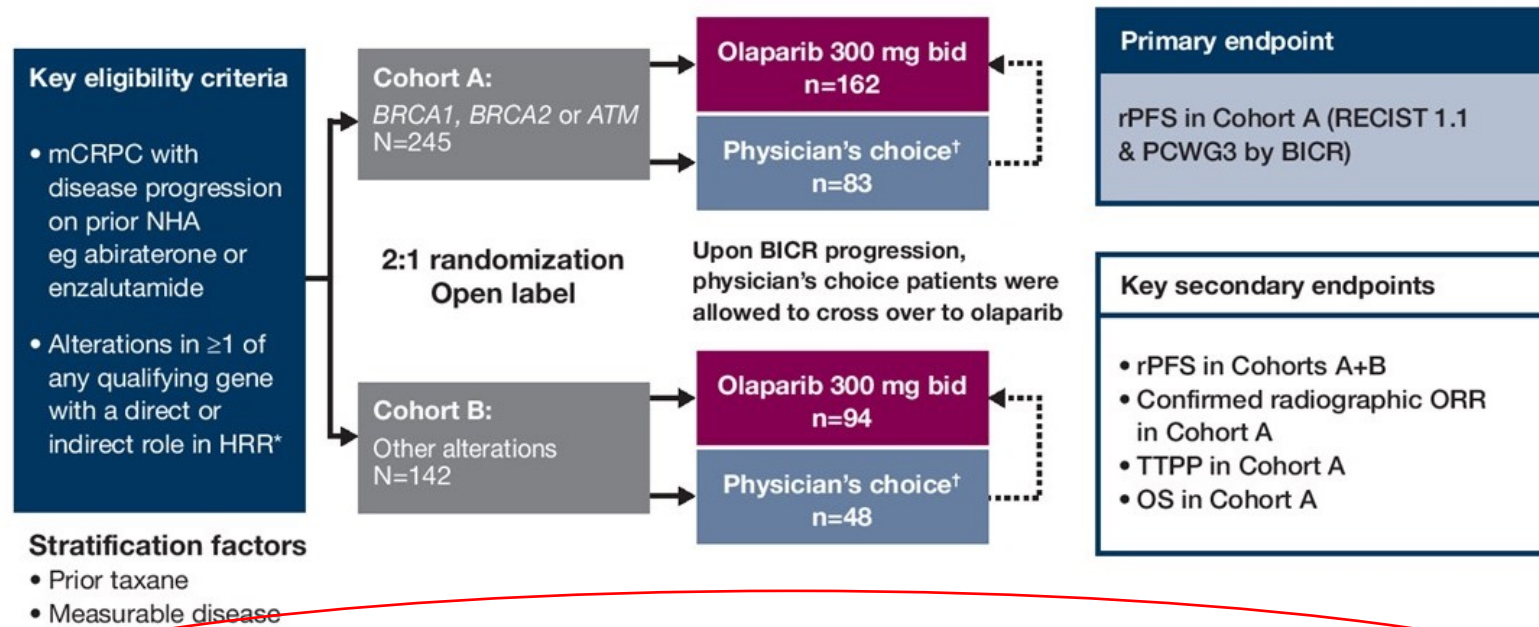 Key eligibility criteria
• mCRPC with
disease progression
on prior NHA
eg abiraterone or
enzalutamide
• Alterations in ≥1 of
any qualifying gene
with a direct or
indirect role in HRR*
Stratification factors
• Prior taxane
• Measurable disease
Cohort A:
BRCA1, BRCA2 or ATM
N=245
2:1 randomization
Open label
Cohort B:
Other alterations
N=142
Olaparib 300 mg bid
n=162
Physician’s choice†
n=83
Upon BICR progression,
physician’s choice patients were
allowed to cross over to olaparib
Olaparib 300 mg bid
n=94
Physician’s choice†
n=48
Primary endpoint
rPFS in Cohort A (RECIST 1.1
& PCWG3 by BICR)
Key secondary endpoints
• rPFS in Cohorts A+B
• Confirmed radiographic ORR
in Cohort A
• TTPP in Cohort A
• OS in Cohort A